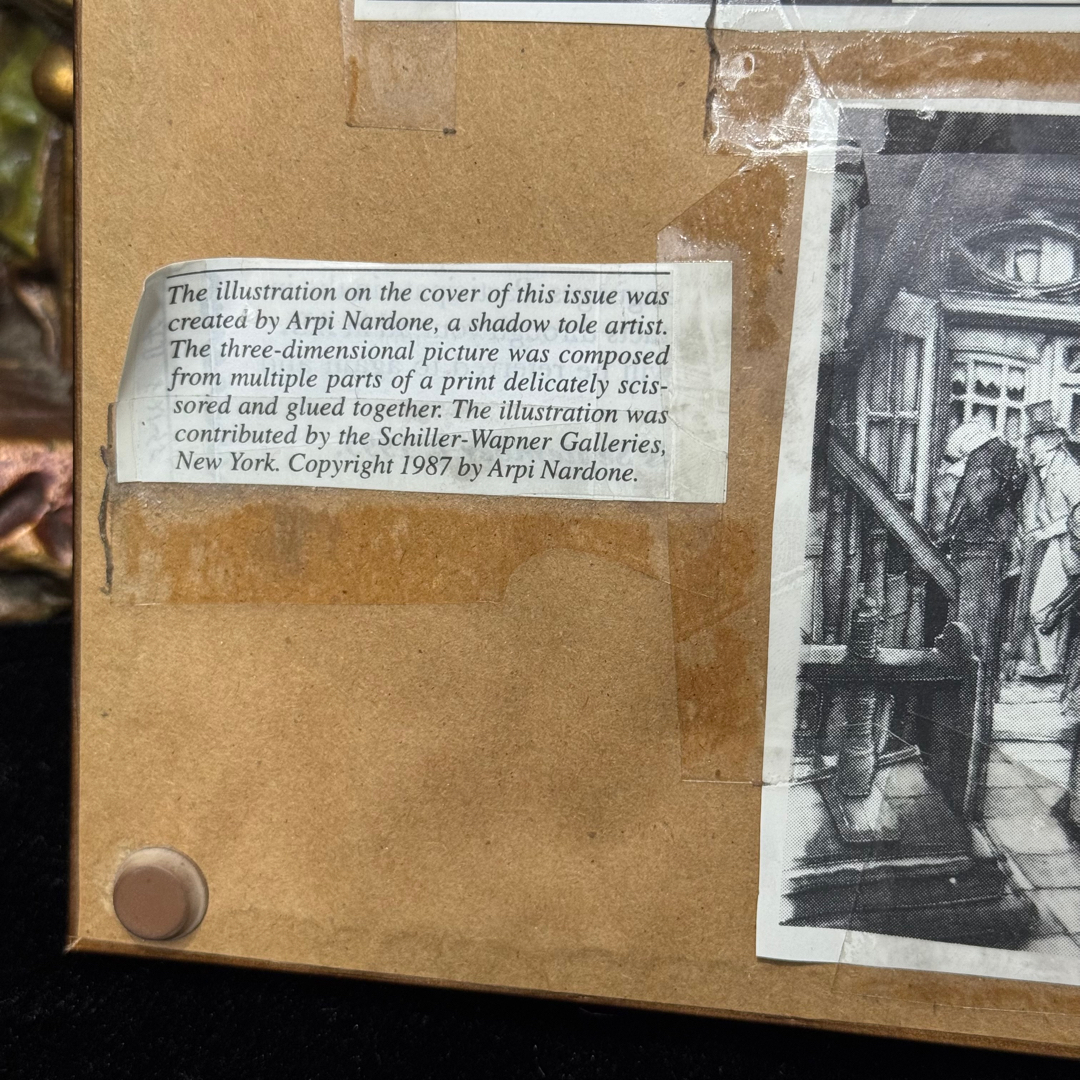 The illustration on the cover of this issue was
created by Arpi Nardone, a shadow tole artist.
The three-dimensional picture was composed
from multiple parts of a print delicately scis-
sored and glued together. The illustration was
contributed by the Schiller-Wapner Galleries,
New York. Copyright 1987 by Arpi Nardone.